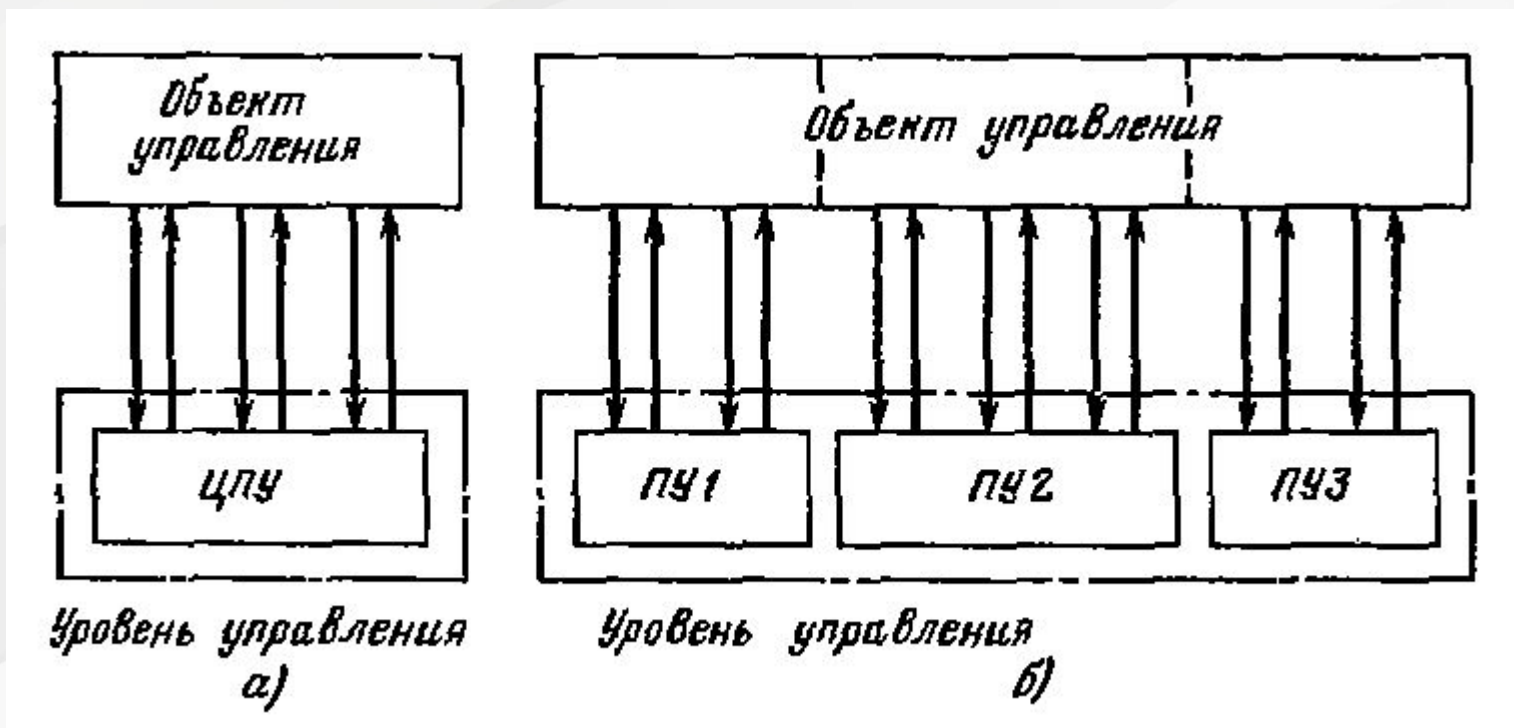 Объект
управления
Объект управления
ЦПУ
ПУ1
ПУ2
ПУ3
Уровень управления
а)
Уровень управления
б)